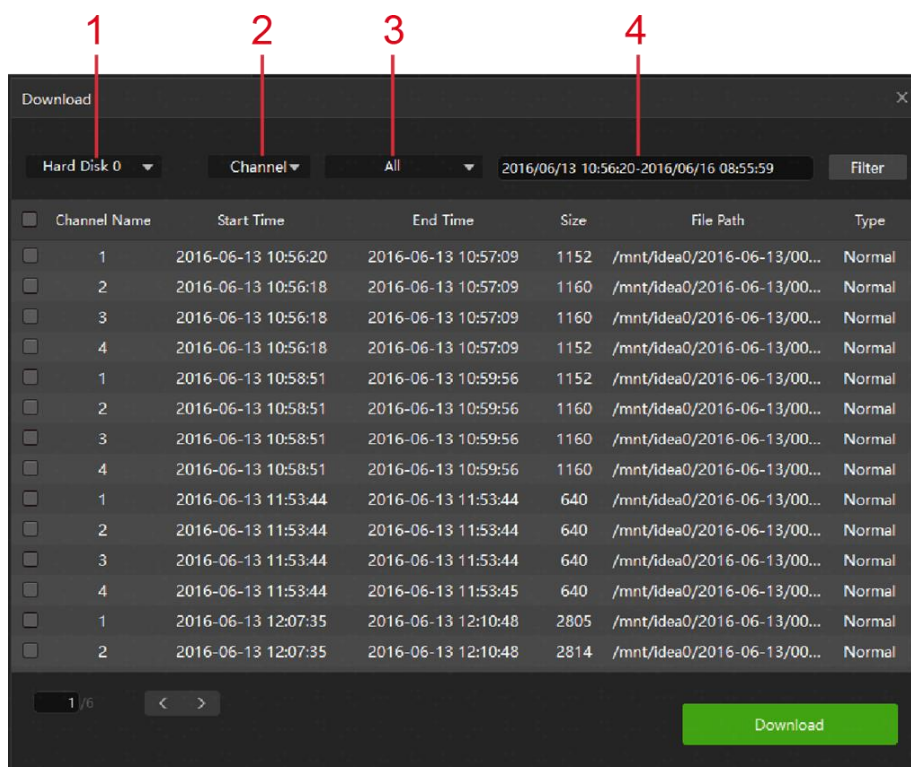 1 2 3 4
Download ×
Hard Disk 0 Channel All 2016/06/13 10:56:20-2016/06/16 08:55:59 Filter
Channel Name Start Time End Time Size File Path Type
1 2016-06-13 10:56:20 2016-06-13 10:57:09 1152 /mnt/idea0/2016-06-13/00... Normal
2 2016-06-13 10:56:18 2016-06-13 10:57:09 1160 /mnt/idea0/2016-06-13/00... Normal
3 2016-06-13 10:56:18 2016-06-13 10:57:09 1160 /mnt/idea0/2016-06-13/00... Normal
4 2016-06-13 10:56:18 2016-06-13 10:57:09 1152 /mnt/idea0/2016-06-13/00... Normal
1 2016-06-13 10:58:51 2016-06-13 10:59:56 1152 /mnt/idea0/2016-06-13/00... Normal
2 2016-06-13 10:58:51 2016-06-13 10:59:56 1160 /mnt/idea0/2016-06-13/00... Normal
3 2016-06-13 10:58:51 2016-06-13 10:59:56 1160 /mnt/idea0/2016-06-13/00... Normal
4 2016-06-13 10:58:51 2016-06-13 10:59:56 1160 /mnt/idea0/2016-06-13/00... Normal
1 2016-06-13 11:53:44 2016-06-13 11:53:44 640 /mnt/idea0/2016-06-13/00... Normal
2 2016-06-13 11:53:44 2016-06-13 11:53:44 640 /mnt/idea0/2016-06-13/00... Normal
3 2016-06-13 11:53:44 2016-06-13 11:53:44 640 /mnt/idea0/2016-06-13/00... Normal
4 2016-06-13 11:53:44 2016-06-13 11:53:45 640 /mnt/idea0/2016-06-13/00... Normal
1 2016-06-13 12:07:35 2016-06-13 12:10:48 2805 /mnt/idea0/2016-06-13/00... Normal
2 2016-06-13 12:07:35 2016-06-13 12:10:48 2814 /mnt/idea0/2016-06-13/00... Normal
1 /6 < >
Download